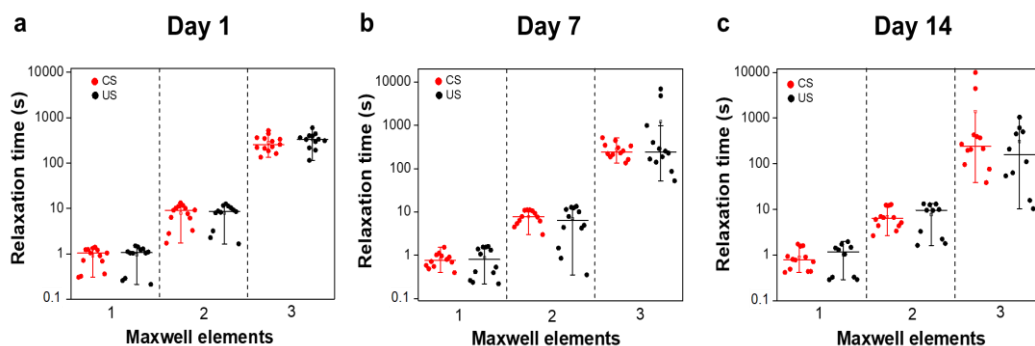 a Day 1
Relaxation time (s)
10000
1000
100
10
1
0.1
CS
US
1 2 3
Maxwell elements
b Day 7
Relaxation time (s)
10000
1000
100
10
1
0.1
CS
US
1 2 3
Maxwell elements
c Day 14
Relaxation time (s)
10000
1000
100
10
1
0.1
CS
US
1 2 3
Maxwell elements